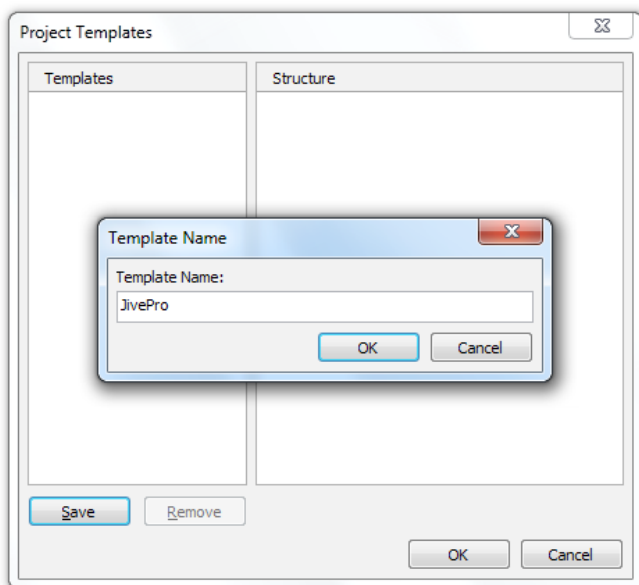 Project Templates
Templates
Structure
Template Name
Template Name:
JivePro
OK
Cancel
Save
Remove
OK
Cancel